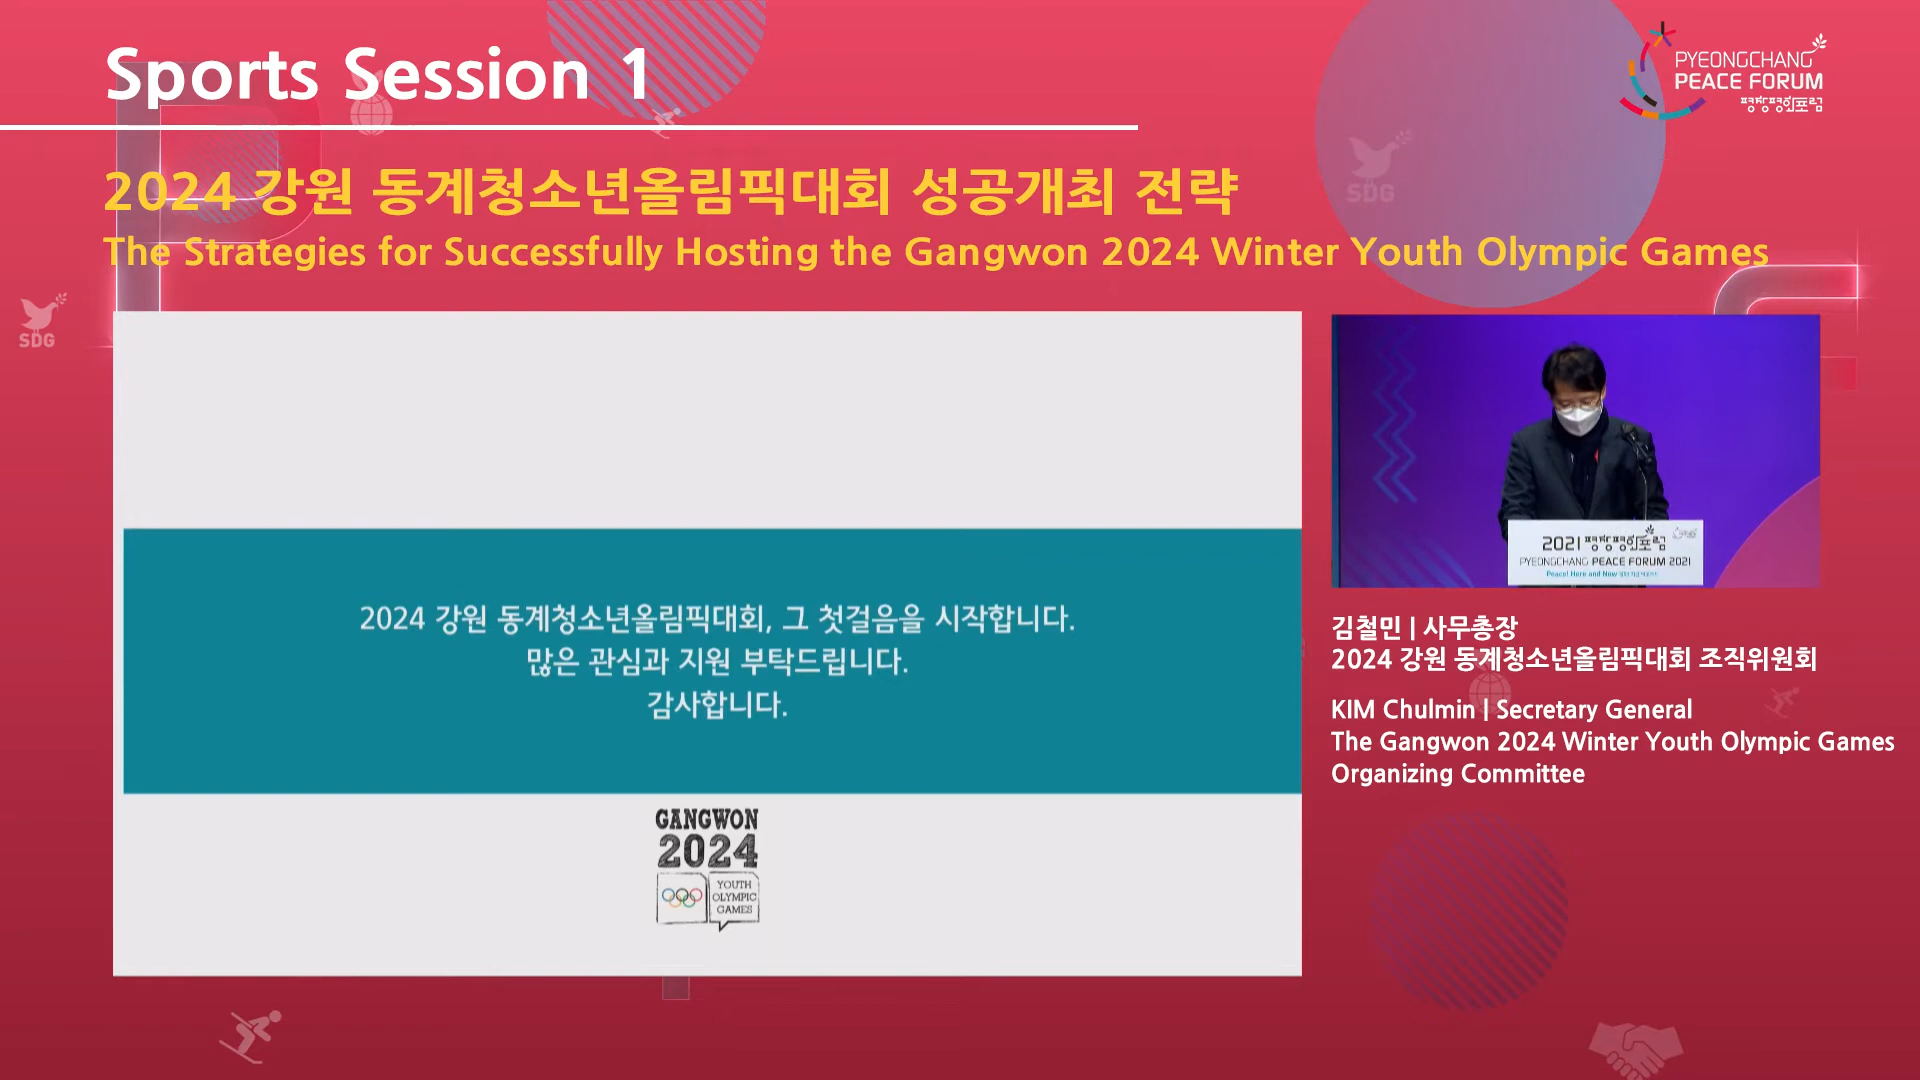 Sports Session 1
PYEONGCHANG
PEACE FORUM
평창평화포럼
2024 강원 동계청소년올림픽대회 성공개최 전략
The Strategies for Successfully Hosting the Gangwon 2024 Winter Youth Olympic Games
SDG
SDG
2024 강원 동계청소년올림픽대회, 그 첫걸음을 시작합니다.
많은 관심과 지원 부탁드립니다.
감사합니다.
GANGWON
2024
YOUTH
OLYMPIC
GAMES
2021 평창평화포럼
PYEONGCHANG PEACE FORUM 2021
Peace! Here and Now
김철민 | 사무총장
2024 강원 동계청소년올림픽대회 조직위원회
KIM Chulmin | Secretary General
The Gangwon 2024 Winter Youth Olympic Games
Organizing Committee